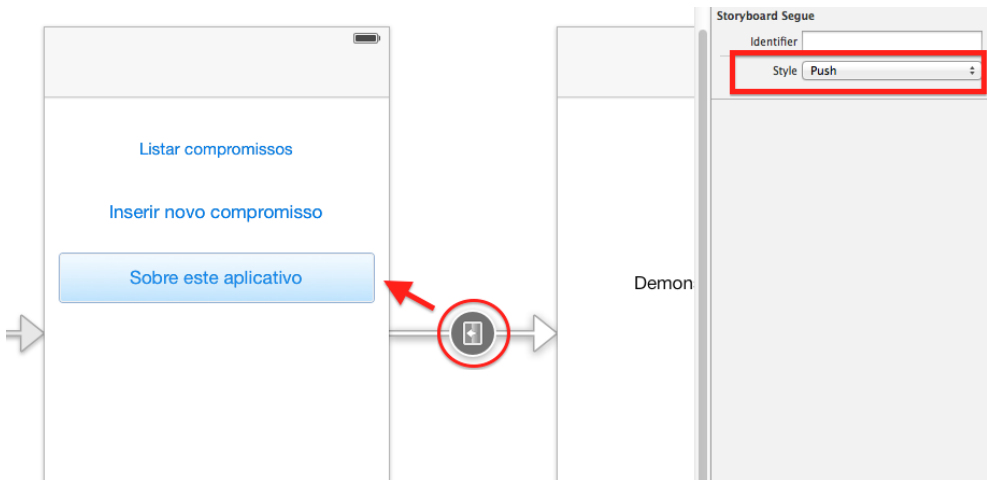 Storyboard Segue
Identifier
Style Push
Listar compromissos
Inserir novo compromisso
Sobre este aplicativo
Demon